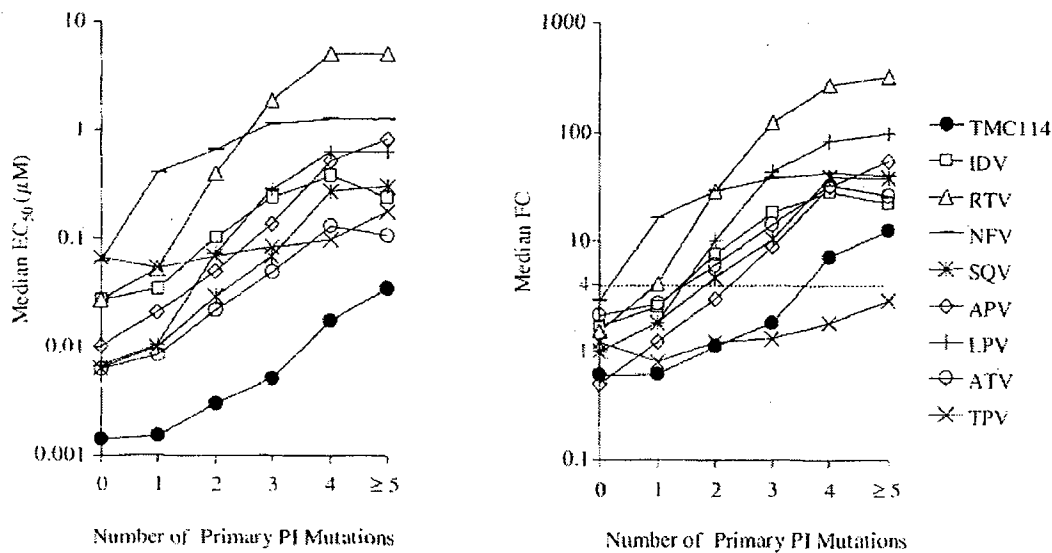 10
1
0.1
0.01
0.001
Median EC50 (μM)
0 1 2 3 4 ≥ 5
Number of Primary PI Mutations
1000
100
10
4
1
0.1
Median FC
0 1 2 3 4 ≥ 5
Number of Primary PI Mutations
TMC114
IDV
RTV
NFV
SQV
APV
LPV
ATV
TPV